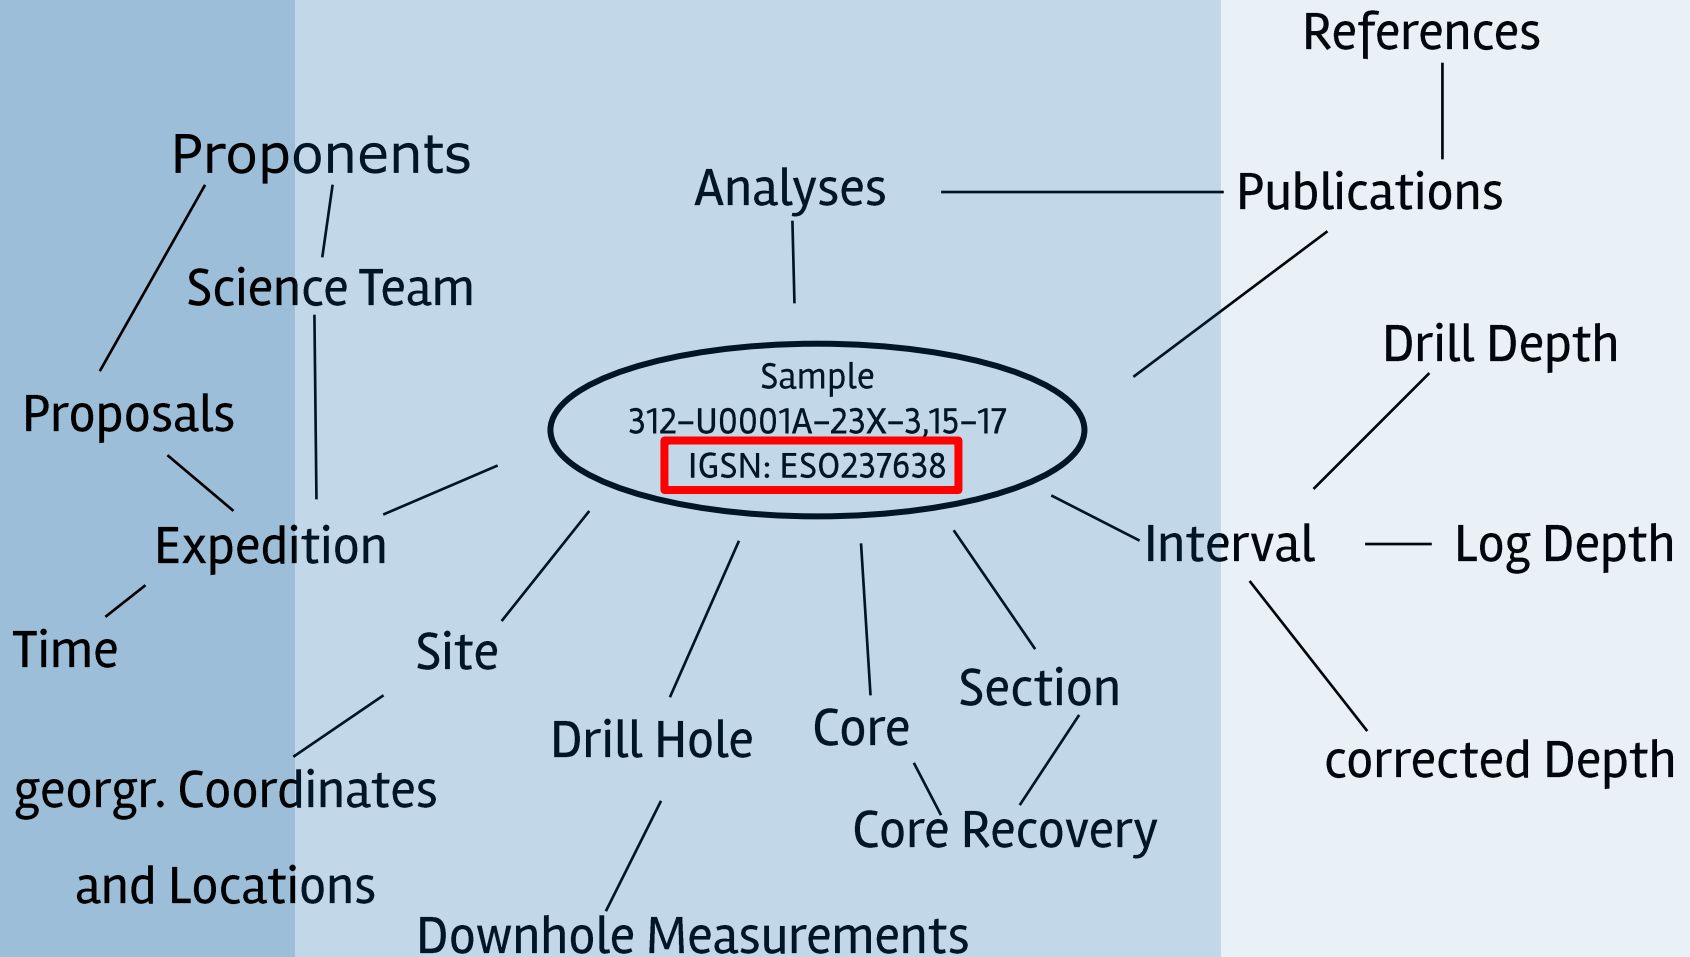 References
Proponents
Analyses
Publications
Science Team
Drill Depth
Sample
312-U0001A-23X-3,15-17
IGSN: ESO237638
Proposals
Expedition
Interval
Log Depth
Time
Site
Section
Drill Hole
Core
corrected Depth
georgr. Coordinates
and Locations
Core Recovery
Downhole Measurements